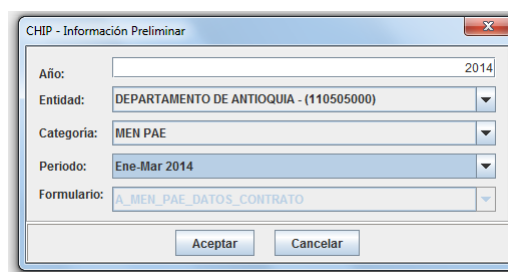 CHIP - Información Preliminar
Año: 2014
Entidad: DEPARTAMENTO DE ANTIOQUIA - (110505000)
Categoria: MEN PAE
Periodo: Ene-Mar 2014
Formulario: A_MEN_PAE_DATOS_CONTRATO
Aceptar Cancelar